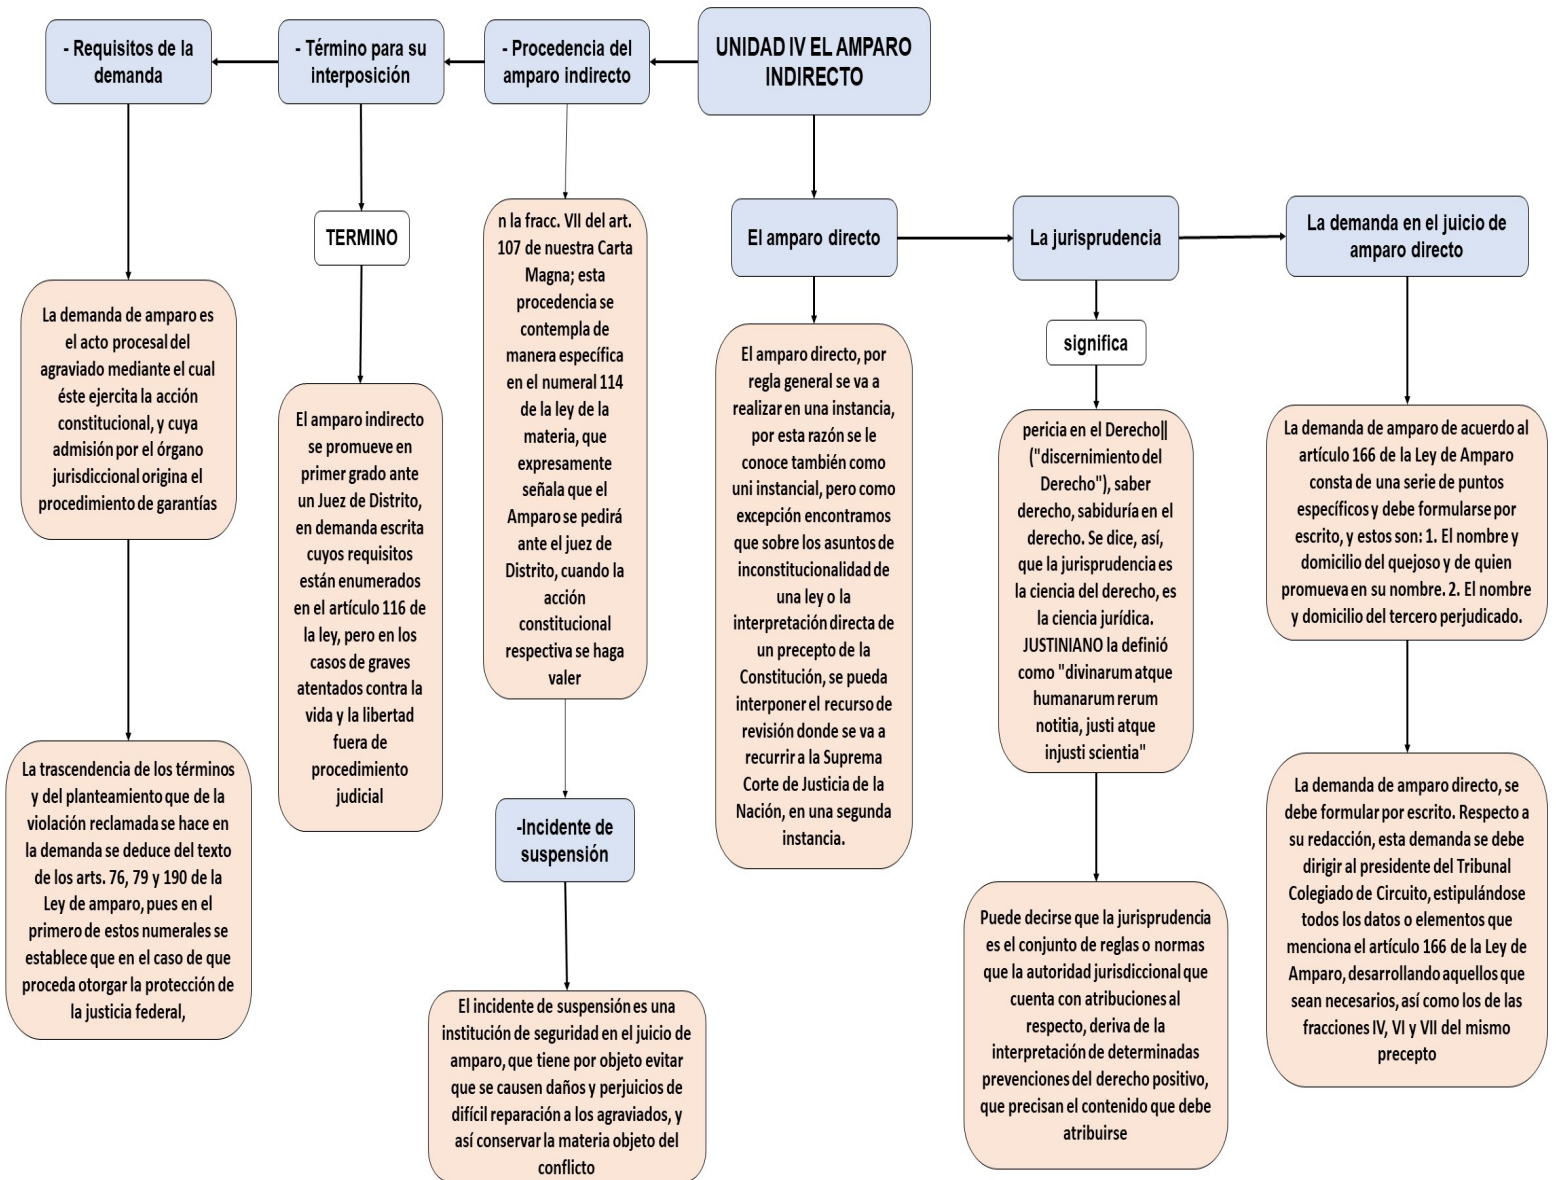 UNIDAD IV EL AMPARO
INDIRECTO
- Procedencia del
amparo indirecto
- Término para su
interposición
- Requisitos de la
demanda
La demanda de amparo es
el acto procesal del
agraviado mediante el cual
éste ejercita la acción
constitucional, y cuya
admisión por el órgano
jurisdiccional origina el
procedimiento de garantías
La trascendencia de los términos
y del planteamiento que de la
violación reclamada se hace en
la demanda se deduce del texto
de los arts. 76, 79 y 190 de la
Ley de amparo, pues en el
primero de estos numerales se
establece que en el caso de que
proceda otorgar la protección de
la justicia federal,
TERMINO
El amparo indirecto
se promueve en
primer grado ante
un Juez de Distrito,
en demanda escrita
cuyos requisitos
están enumerados
en el artículo 116 de
la ley, pero en los
casos de graves
atentados contra la
vida y la libertad
fuera de
procedimiento
judicial
n la fracc. VII del art.
107 de nuestra Carta
Magna; esta
procedencia se
contempla de
manera específica
en el numeral 114
de la ley de la
materia, que
expresamente
señala que el
Amparo se pedirá
ante el juez de
Distrito, cuando la
acción
constitucional
respectiva se haga
valer
-Incidente de
suspensión
El incidente de suspensión es una
institución de seguridad en el juicio de
amparo, que tiene por objeto evitar
que se causen daños y perjuicios de
difícil reparación a los agraviados, y
así conservar la materia objeto del
conflicto
El amparo directo
El amparo directo, por
regla general se va a
realizar en una instancia,
por esta razón se le
conoce también como
uni instancial, pero como
excepción encontramos
que sobre los asuntos de
inconstitucionalidad de
una ley o la
interpretación directa de
un precepto de la
Constitución, se pueda
interponer el recurso de
revisión donde se va a
recurrir a la Suprema
Corte de Justicia de la
Nación, en una segunda
instancia.
La jurisprudencia
significa
pericia en el Derecho‖
("discernimiento del
Derecho"), saber
derecho, sabiduría en el
derecho. Se dice, así,
que la jurisprudencia es
la ciencia del derecho, es
la ciencia jurídica.
JUSTINIANO la definió
como "divinarum atque
humanarum rerum
notitia, justi atque
injusti scientia"
Puede decirse que la jurisprudencia
es el conjunto de reglas o normas
que la autoridad jurisdiccional que
cuenta con atribuciones al
respecto, deriva de la
interpretación de determinadas
prevenciones del derecho positivo,
que precisan el contenido que debe
atribuirse
La demanda en el juicio de
amparo directo
La demanda de amparo de acuerdo al
artículo 166 de la Ley de Amparo
consta de una serie de puntos
específicos y debe formularse por
escrito, y estos son: 1. El nombre y
domicilio del quejoso y de quien
promueva en su nombre. 2. El nombre
y domicilio del tercero perjudicado.
La demanda de amparo directo, se
debe formular por escrito. Respecto a
su redacción, esta demanda se debe
dirigir al presidente del Tribunal
Colegiado de Circuito, estipulándose
todos los datos o elementos que
menciona el artículo 166 de la Ley de
Amparo, desarrollando aquellos que
sean necesarios, así como los de las
fracciones IV, VI y VII del mismo
precepto